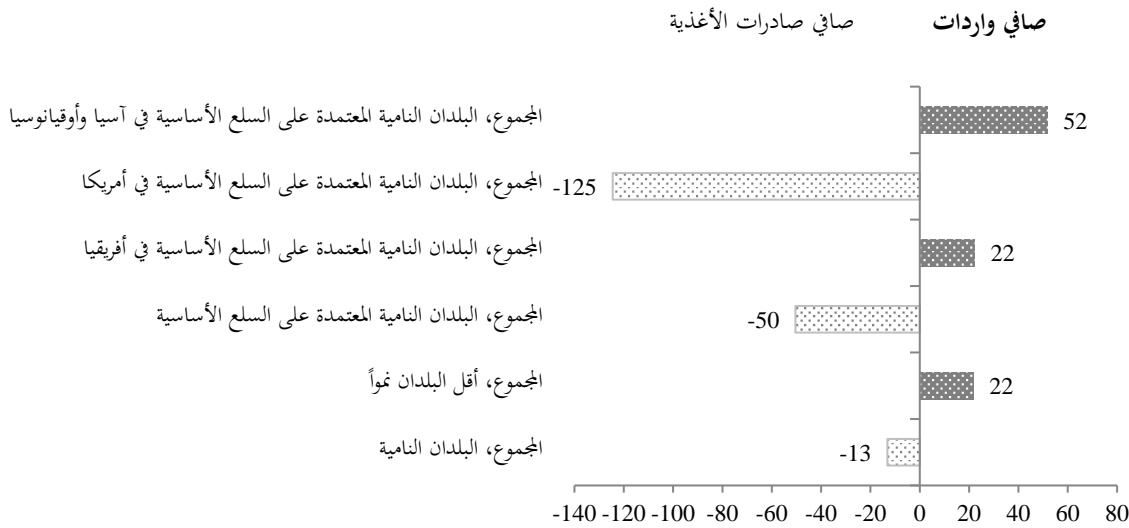 صافي واردات
صافي صادرات الأغذية
المجموع، البلدان النامية المعتمدة على السلع الأساسية في آسيا وأوقيانوسيا
52
المجموع، البلدان النامية المعتمدة على السلع الأساسية في أمريكا
-125
المجموع، البلدان النامية المعتمدة على السلع الأساسية في أفريقيا
22
المجموع، البلدان النامية المعتمدة على السلع الأساسية
-50
المجموع، أقل البلدان نمواً
22
المجموع، البلدان النامية
-13
-140 -120 -100 -80 -60 -40 -20 0 20 40 60 80